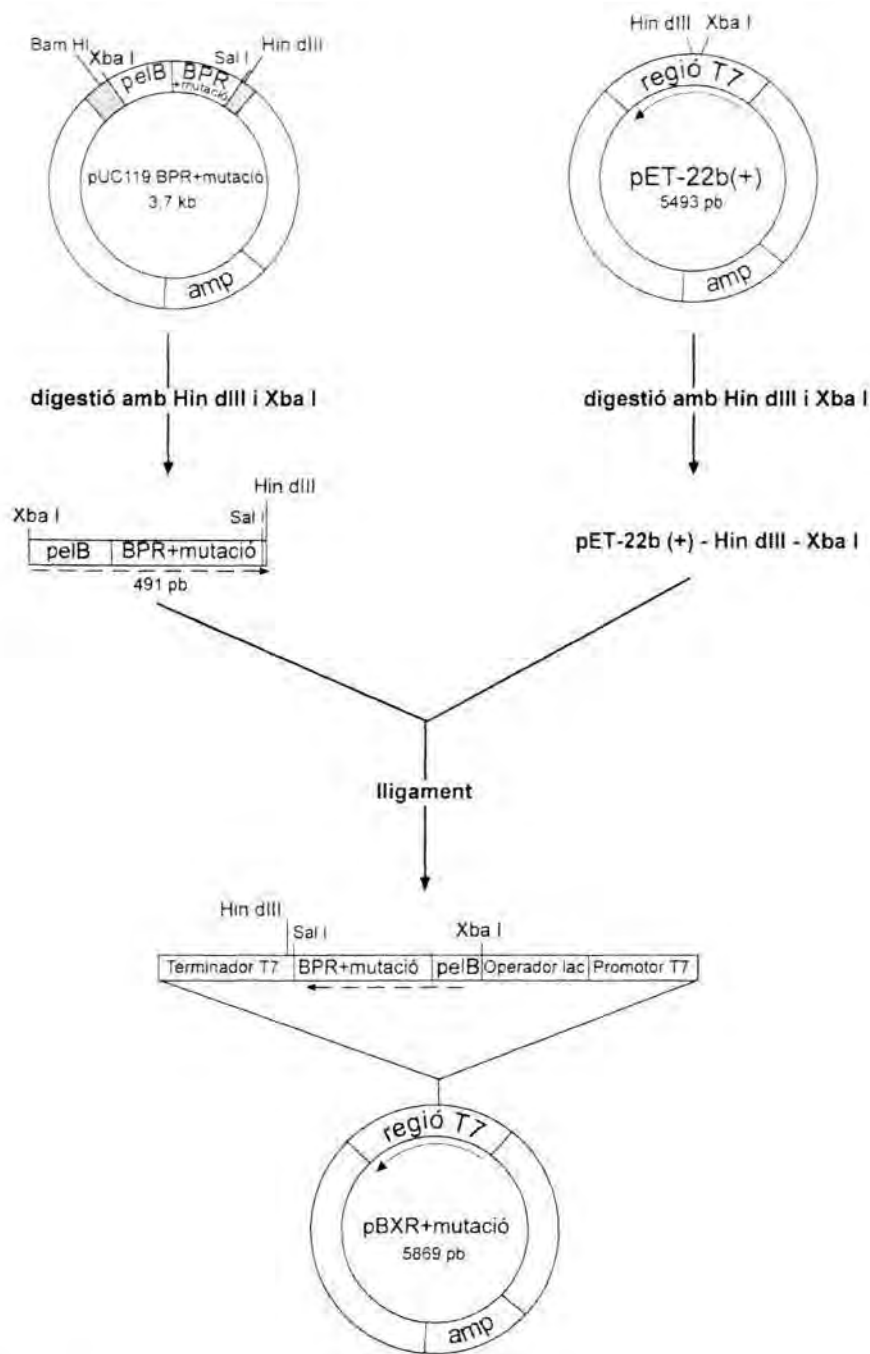 Bam HI
Xba I
pelB
BPR
+mutació
Sal I
Hin dIII
pUC119 BPR+mutació
3,7 kb
amp
Hin dIII
Xba I
regió T7
pET-22b(+)
5493 pb
amp
digestió amb Hin dIII i Xba I
digestió amb Hin dIII i Xba I
Hin dIII
Xba I
Sal I
pelB
BPR+mutació
491 pb
pET-22b (+) - Hin dIII - Xba I
lligament
Hin dIII
Sal I
Xba I
Terminador T7
BPR+mutació
pelB
Operador lac
Promotor T7
regió T7
pBXR+mutació
5869 pb
amp